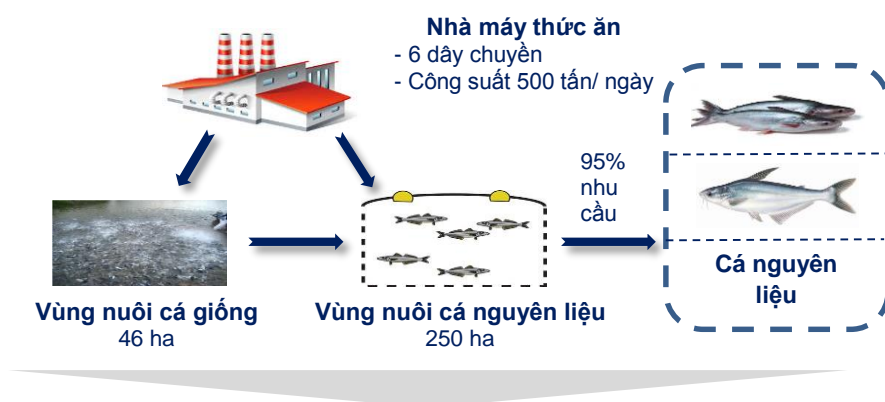 Nhà máy thức ăn
- 6 dây chuyền
- Công suất 500 tấn/ ngày
95%
nhu
cầu
Vùng nuôi cá giống
46 ha
Vùng nuôi cá nguyên liệu
250 ha
Cá nguyên
liệu